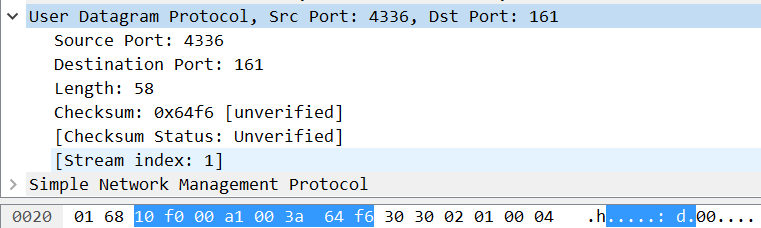 User Datagram Protocol, Src Port: 4336, Dst Port: 161
Source Port: 4336
Destination Port: 161
Length: 58
Checksum: 0x64f6 [unverified]
[Checksum Status: Unverified]
[Stream index: 1]
Simple Network Management Protocol
0020 01 68 10 f0 00 a1 00 3a 64 f6 30 30 02 01 00 04 .h.....: d.00....